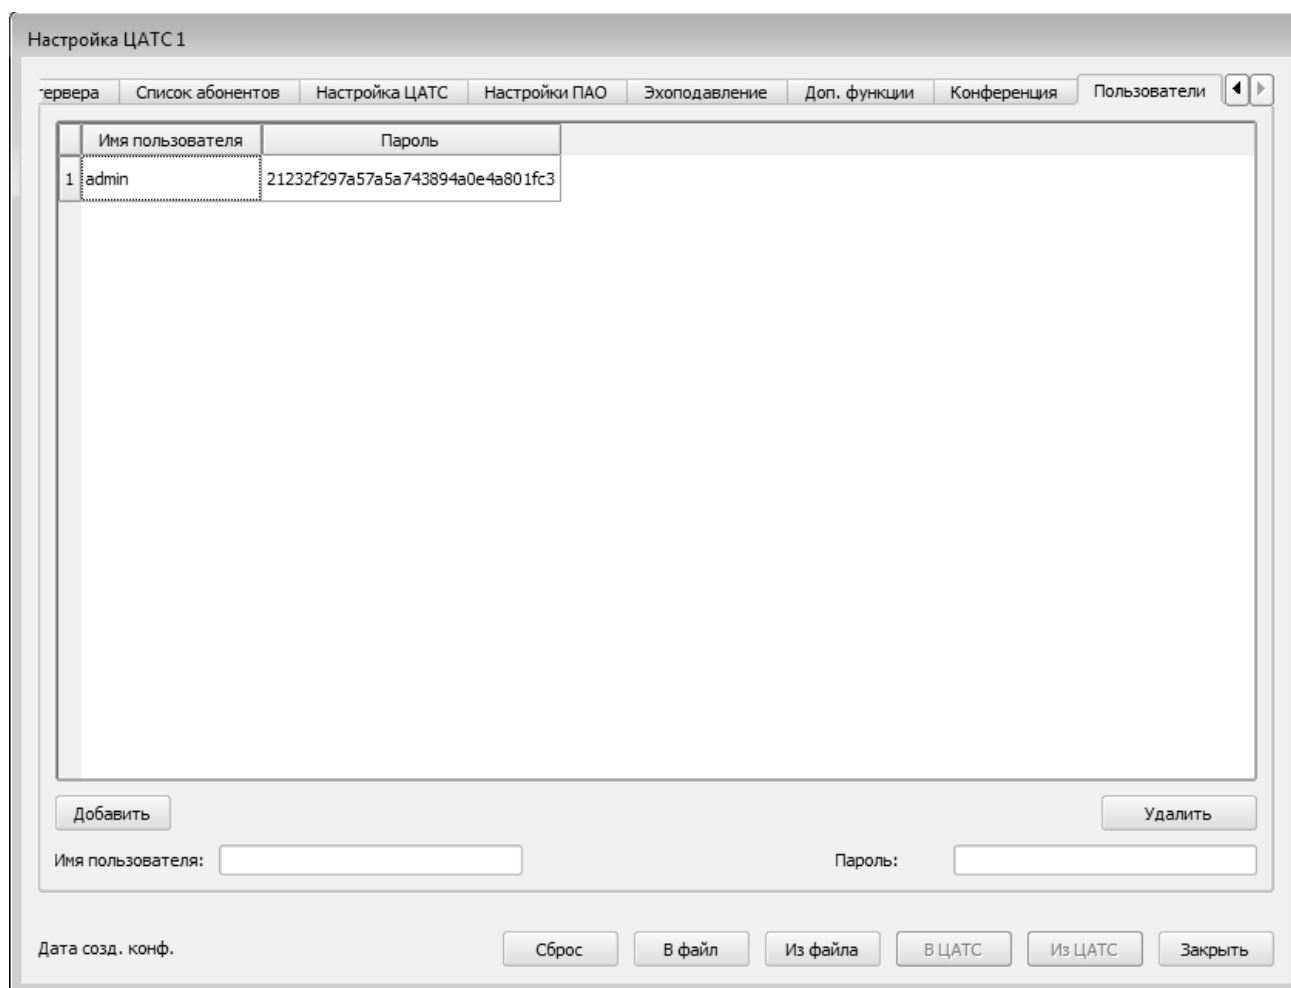 Настройка ЦАТС 1
тервера Список абонентов Настройка ЦАТС Настройки ПАО Эхоподавление Доп. функции Конференция Пользователи
Имя пользователя Пароль
1 admin 21232f297a57a5a743894a0e4a801fc3
Добавить Удалить
Имя пользователя: Пароль:
Дата созд. конф. Сброс В файл Из файла В ЦАТС Из ЦАТС Закрыть